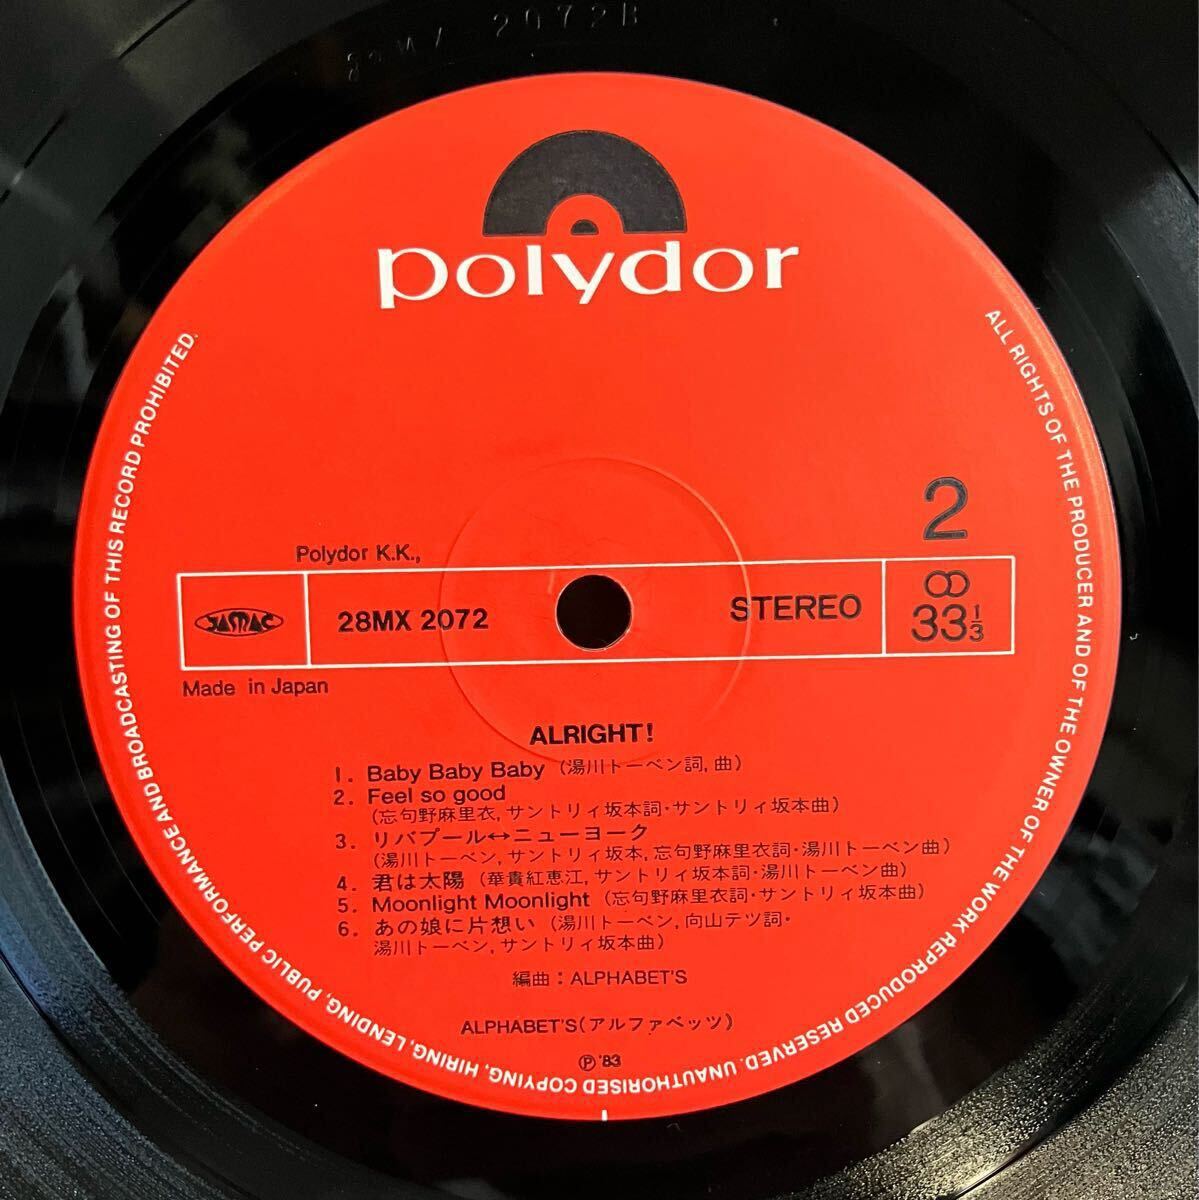 2072B
polydor
2
Polydor K.K.,
JASRAC
28MX 2072
STEREO
33 1/3
Made in Japan
ALRIGHT!
1. Baby Baby Baby (湯川トーベン詞, 曲)
2. Feel so good
(忘句野麻里衣, サントリィ坂本詞・サントリィ坂本曲)
3. リバプール↔ニューヨーク
(湯川トーベン, サントリィ坂本, 忘句野麻里衣詞・湯川トーベン曲)
4. 君は太陽 (華貴紅恵江, サントリィ坂本詞・湯川トーベン曲)
5. Moonlight Moonlight (忘句野麻里衣詞・サントリィ坂本曲)
6. あの娘に片想い (湯川トーベン, 向山テツ詞・
湯川トーベン, サントリィ坂本曲)
編曲：ALPHABET'S
ALPHABET'S(アルファベッツ)
Ⓟ '83
ALL RIGHTS OF THE PRODUCER AND OF THE OWNER OF THE WORK REPRODUCED RESERVED. UNAUTHORISED COPYING, HIRING, LENDING, PUBLIC PERFORMANCE AND BROADCASTING OF THIS RECORD PROHIBITED.